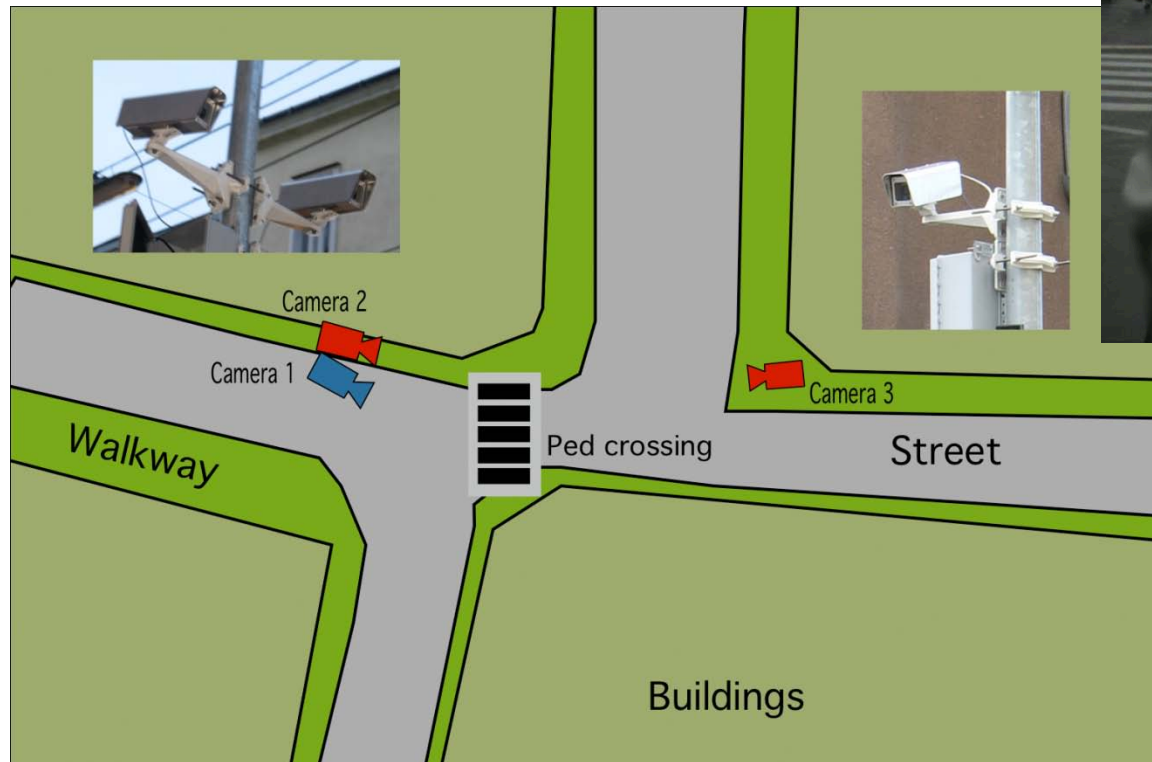 Camera 2
Camera 1
Camera 3
Walkway
Ped crossing
Street
Buildings